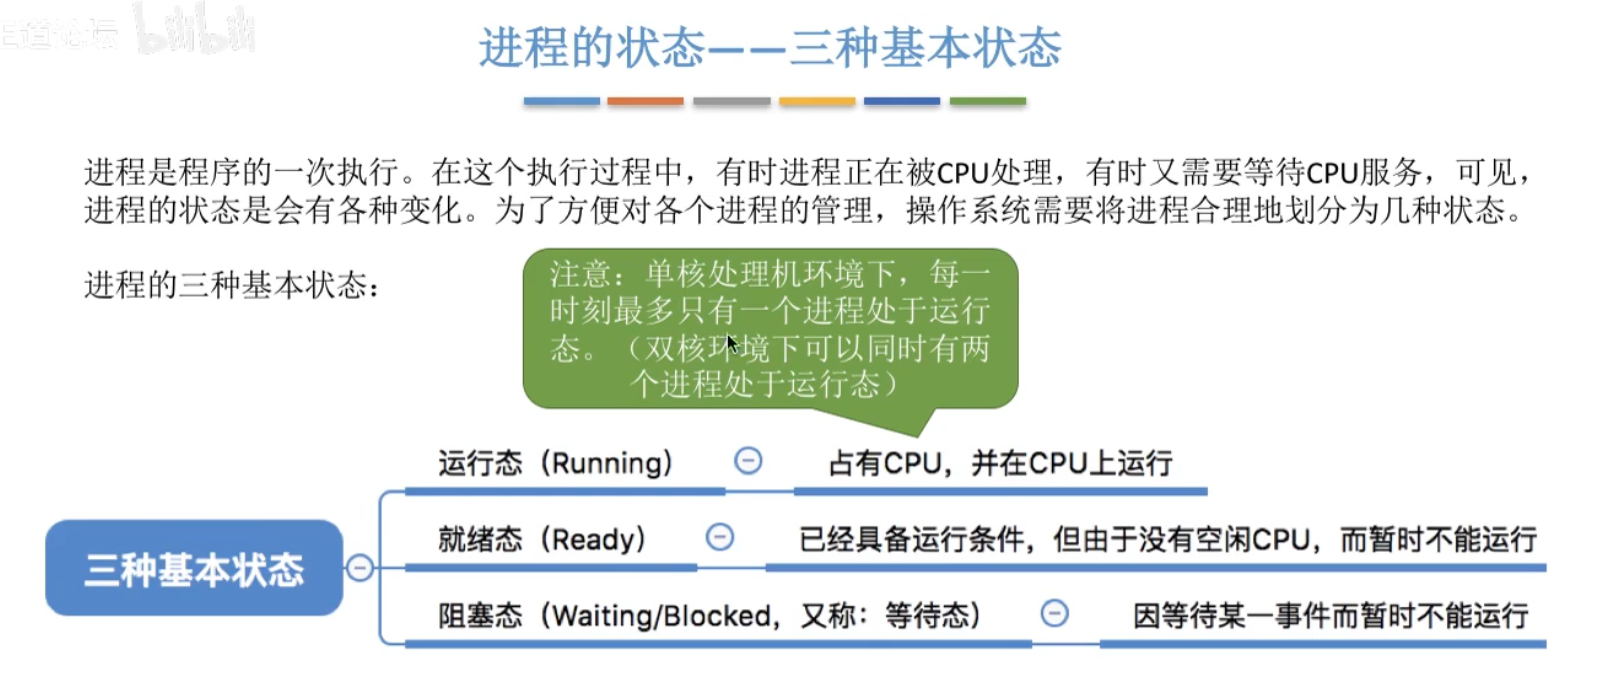 王道论坛 bilibili
进程的状态——三种基本状态
进程是程序的一次执行。在这个执行过程中，有时进程正在被CPU处理，有时又需要等待CPU服务，可见，
进程的状态是会有各种变化。为了方便对各个进程的管理，操作系统需要将进程合理地划分为几种状态。
进程的三种基本状态：
注意：单核处理机环境下，每一
时刻最多只有一个进程处于运行
态。（双核环境下可以同时有两
个进程处于运行态）
运行态（Running）
占有CPU，并在CPU上运行
就绪态（Ready）
已经具备运行条件，但由于没有空闲CPU，而暂时不能运行
三种基本状态
阻塞态（Waiting/Blocked，又称：等待态）
因等待某一事件而暂时不能运行